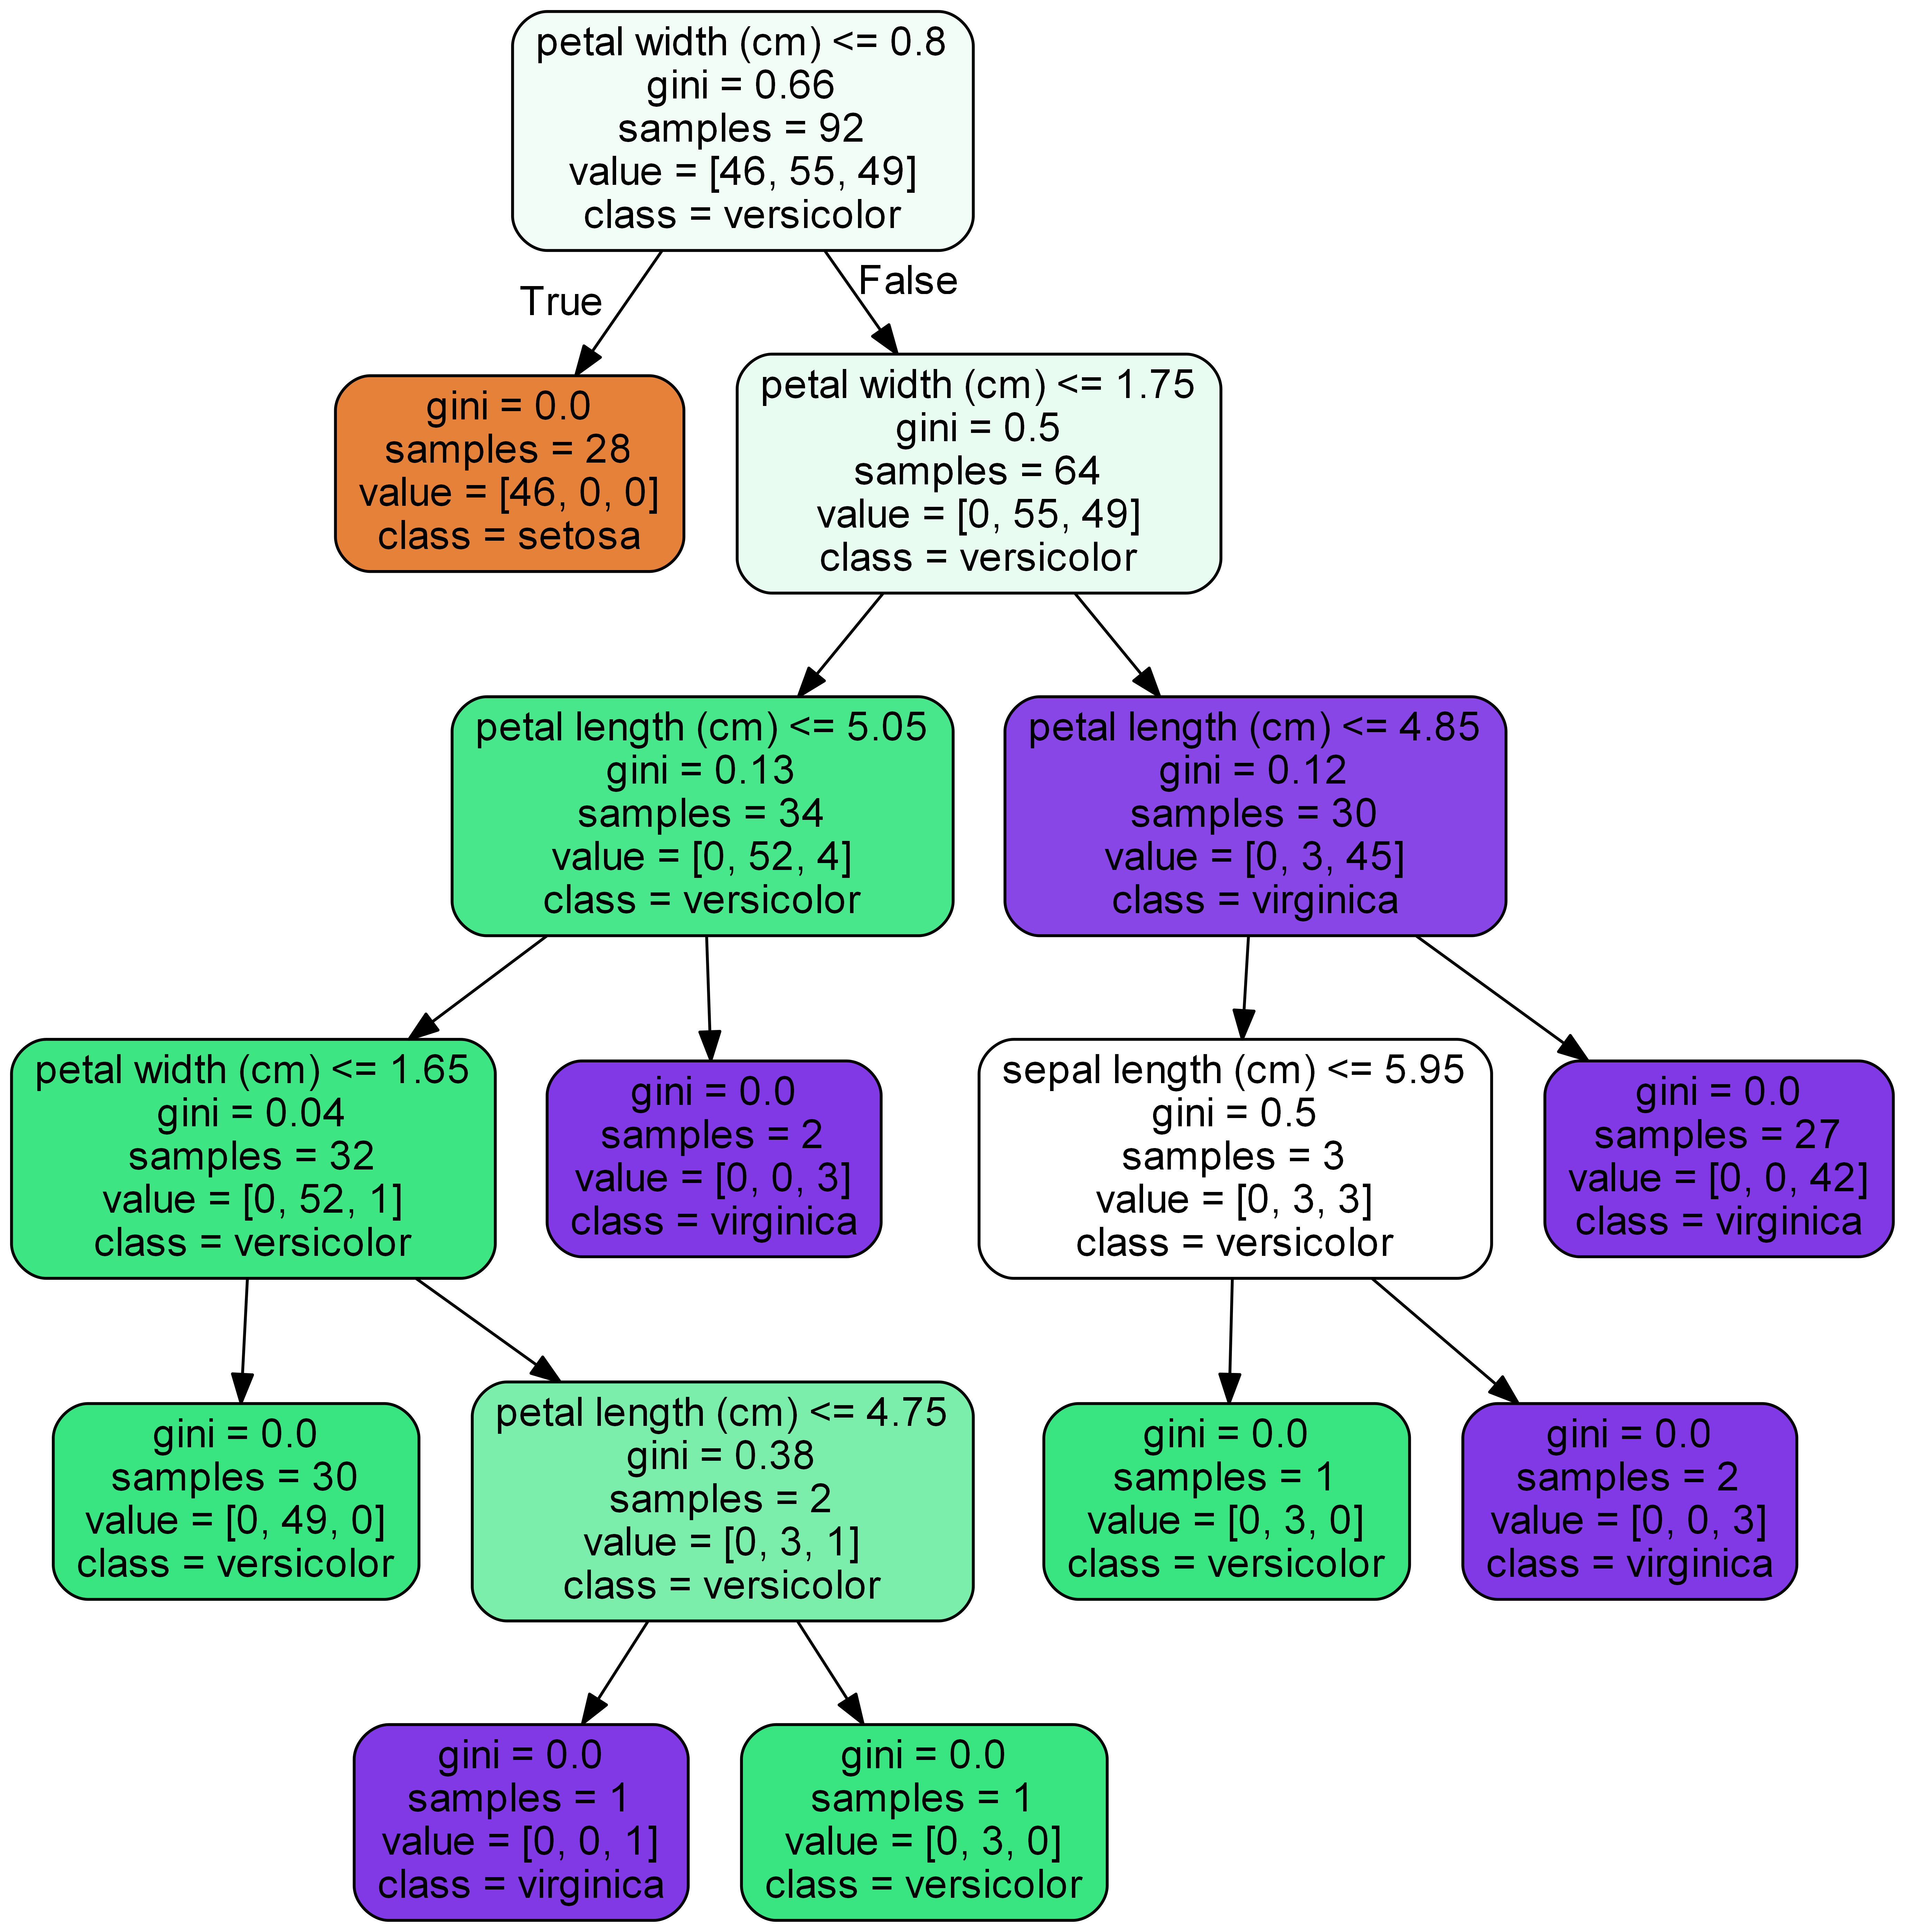 petal width (cm) <= 0.8
gini = 0.66
samples = 92
value = [46, 55, 49]
class = versicolor
True
False
gini = 0.0
samples = 28
value = [46, 0, 0]
class = setosa
petal width (cm) <= 1.75
gini = 0.5
samples = 64
value = [0, 55, 49]
class = versicolor
petal length (cm) <= 5.05
gini = 0.13
samples = 34
value = [0, 52, 4]
class = versicolor
petal length (cm) <= 4.85
gini = 0.12
samples = 30
value = [0, 3, 45]
class = virginica
petal width (cm) <= 1.65
gini = 0.04
samples = 32
value = [0, 52, 1]
class = versicolor
gini = 0.0
samples = 2
value = [0, 0, 3]
class = virginica
sepal length (cm) <= 5.95
gini = 0.5
samples = 3
value = [0, 3, 3]
class = versicolor
gini = 0.0
samples = 27
value = [0, 0, 42]
class = virginica
gini = 0.0
samples = 30
value = [0, 49, 0]
class = versicolor
petal length (cm) <= 4.75
gini = 0.38
samples = 2
value = [0, 3, 1]
class = versicolor
gini = 0.0
samples = 1
value = [0, 3, 0]
class = versicolor
gini = 0.0
samples = 2
value = [0, 0, 3]
class = virginica
gini = 0.0
samples = 1
value = [0, 0, 1]
class = virginica
gini = 0.0
samples = 1
value = [0, 3, 0]
class = versicolor